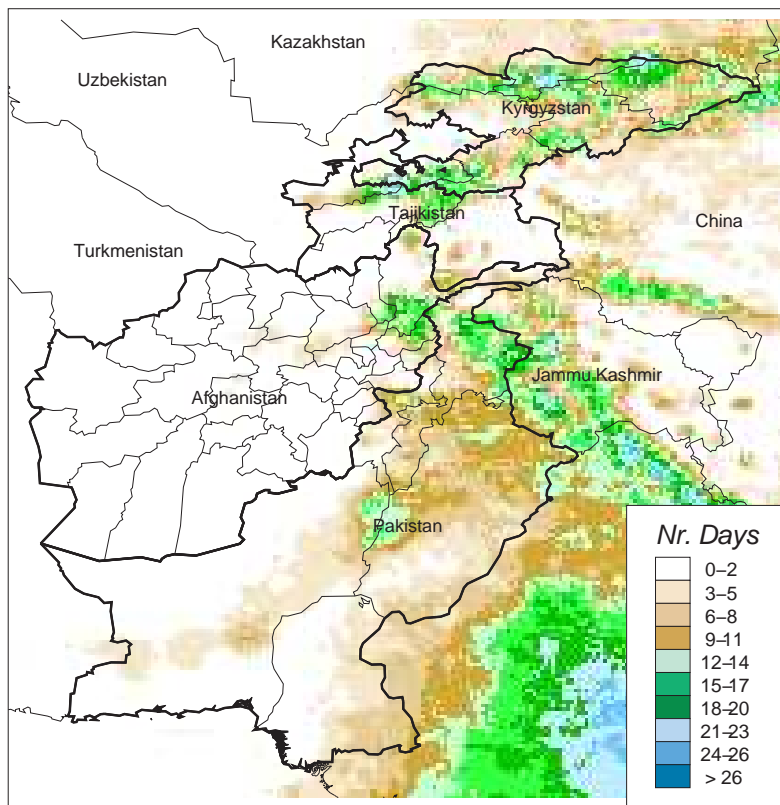 Kazakhstan
Uzbekistan
Kyrgyzstan
Tajikistan
China
Turkmenistan
Jammu Kashmir
Afghanistan
Pakistan
Nr. Days
0–2
3–5
6–8
9–11
12–14
15–17
18–20
21–23
24–26
> 26